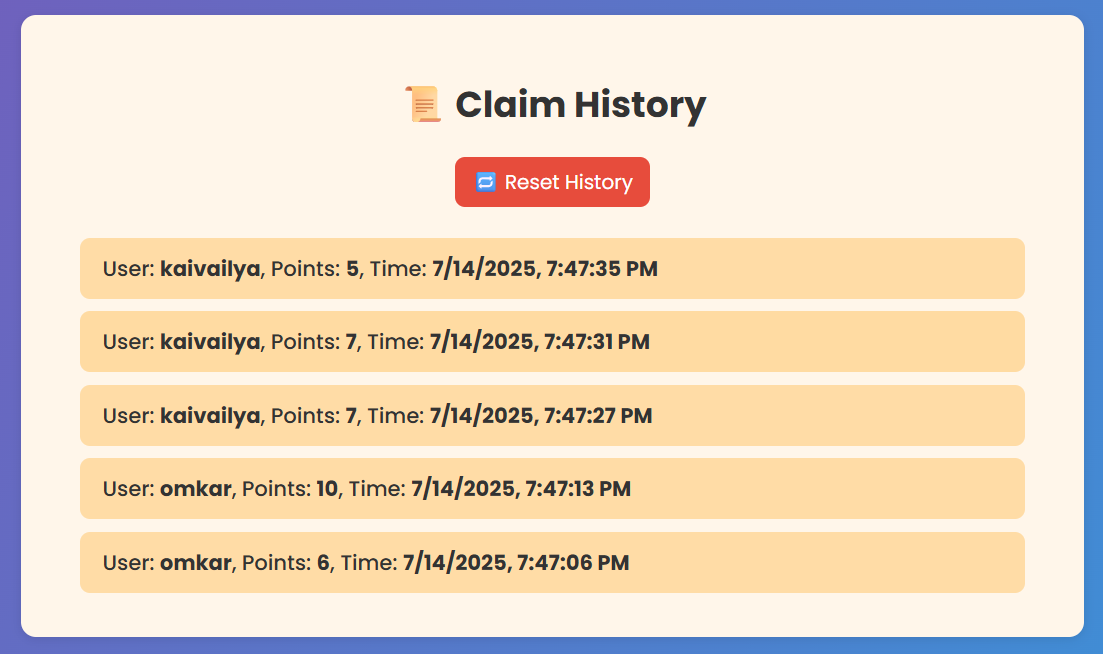 📜 Claim History
🔁 Reset History
User: kaivailya, Points: 5, Time: 7/14/2025, 7:47:35 PM
User: kaivailya, Points: 7, Time: 7/14/2025, 7:47:31 PM
User: kaivailya, Points: 7, Time: 7/14/2025, 7:47:27 PM
User: omkar, Points: 10, Time: 7/14/2025, 7:47:13 PM
User: omkar, Points: 6, Time: 7/14/2025, 7:47:06 PM